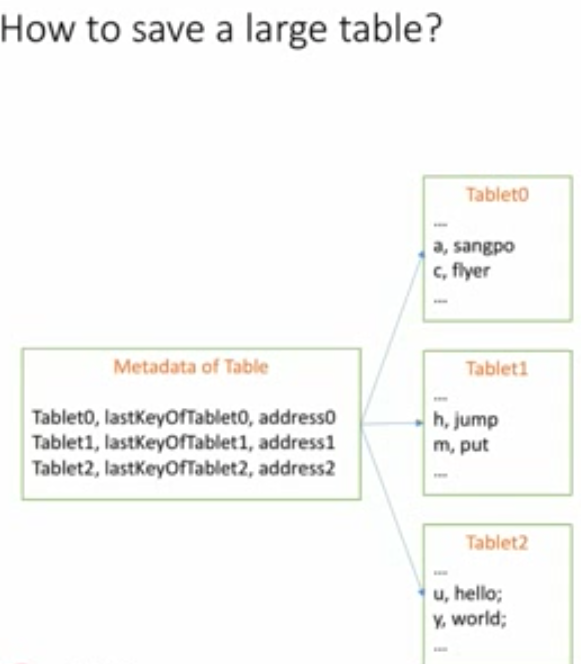 How to save a large table?
Tablet0
...
a, sangpo
c, flyer
...
Metadata of Table
Tablet0, lastKeyOfTablet0, address0
Tablet1, lastKeyOfTablet1, address1
Tablet2, lastKeyOfTablet2, address2
Tablet1
...
h, jump
m, put
...
Tablet2
...
u, hello;
y, world;
...